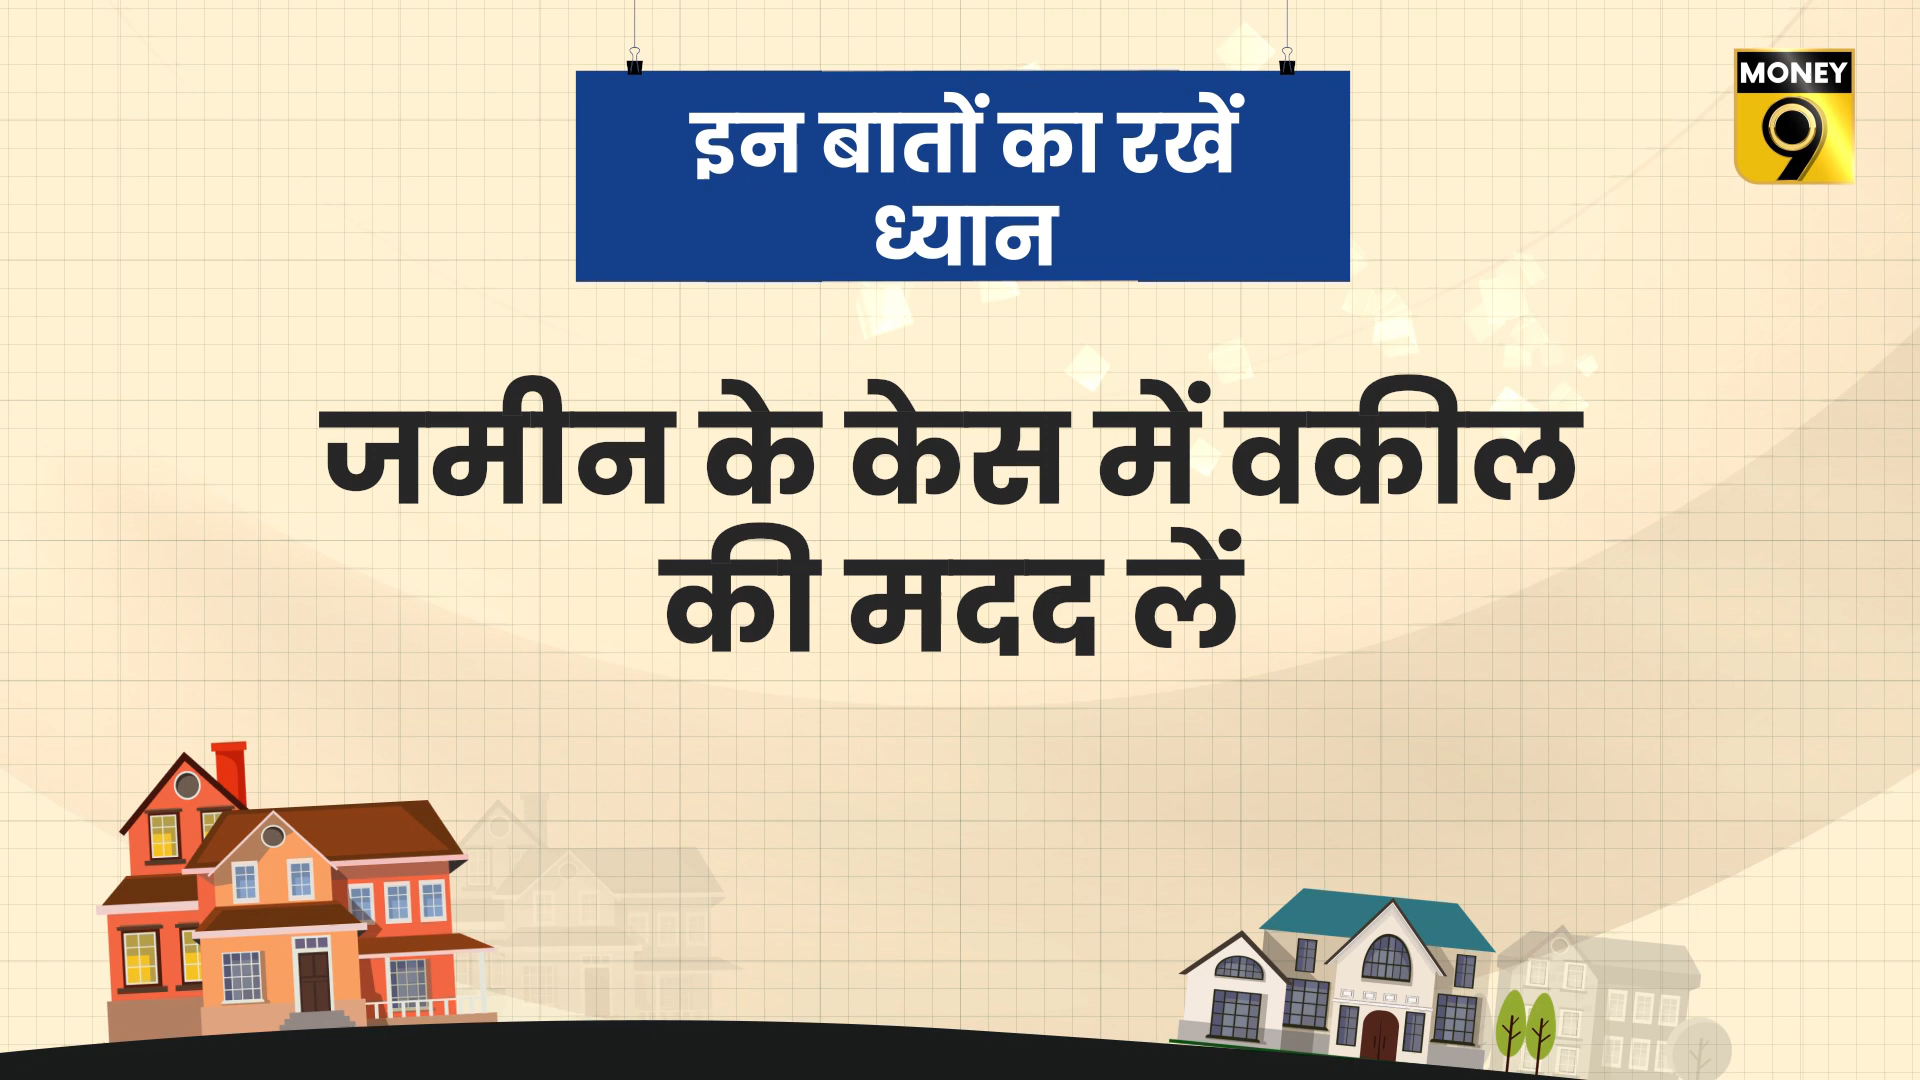 इन बातों का रखें
ध्यान
MONEY
9
जमीन के केस में वकील
की मदद लें